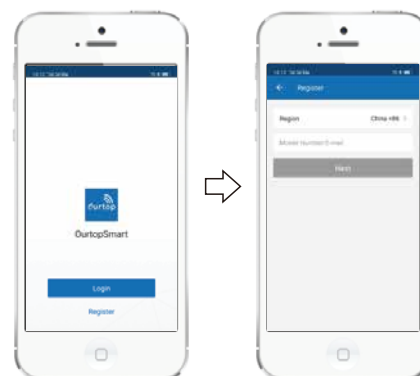 Ourtop
OurtopSmart
Login
Register
Register
Region China +86
Mobile Number/E-mail
Next